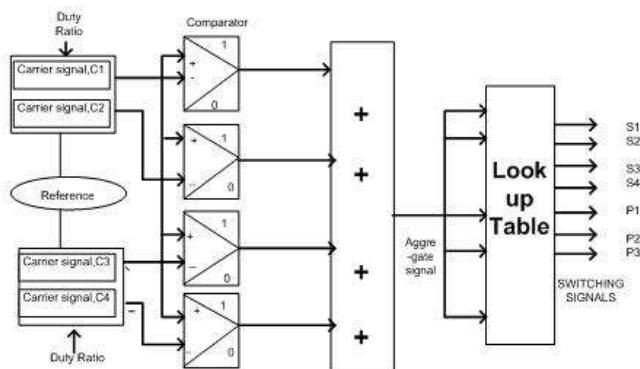 Duty
Ratio
Comparator
Carrier signal,C1
Carrier signal,C2
Reference
Carrier signal,C3
Carrier signal,C4
Duty Ratio
+
-
1
0
+
-
1
0
+
-
1
0
+
-
1
0
+
+
+
+
Aggre
-gate
signal
Look
up
Table
S1
S2
S3
S4
P1
P2
P3
SWITCHING
SIGNALS